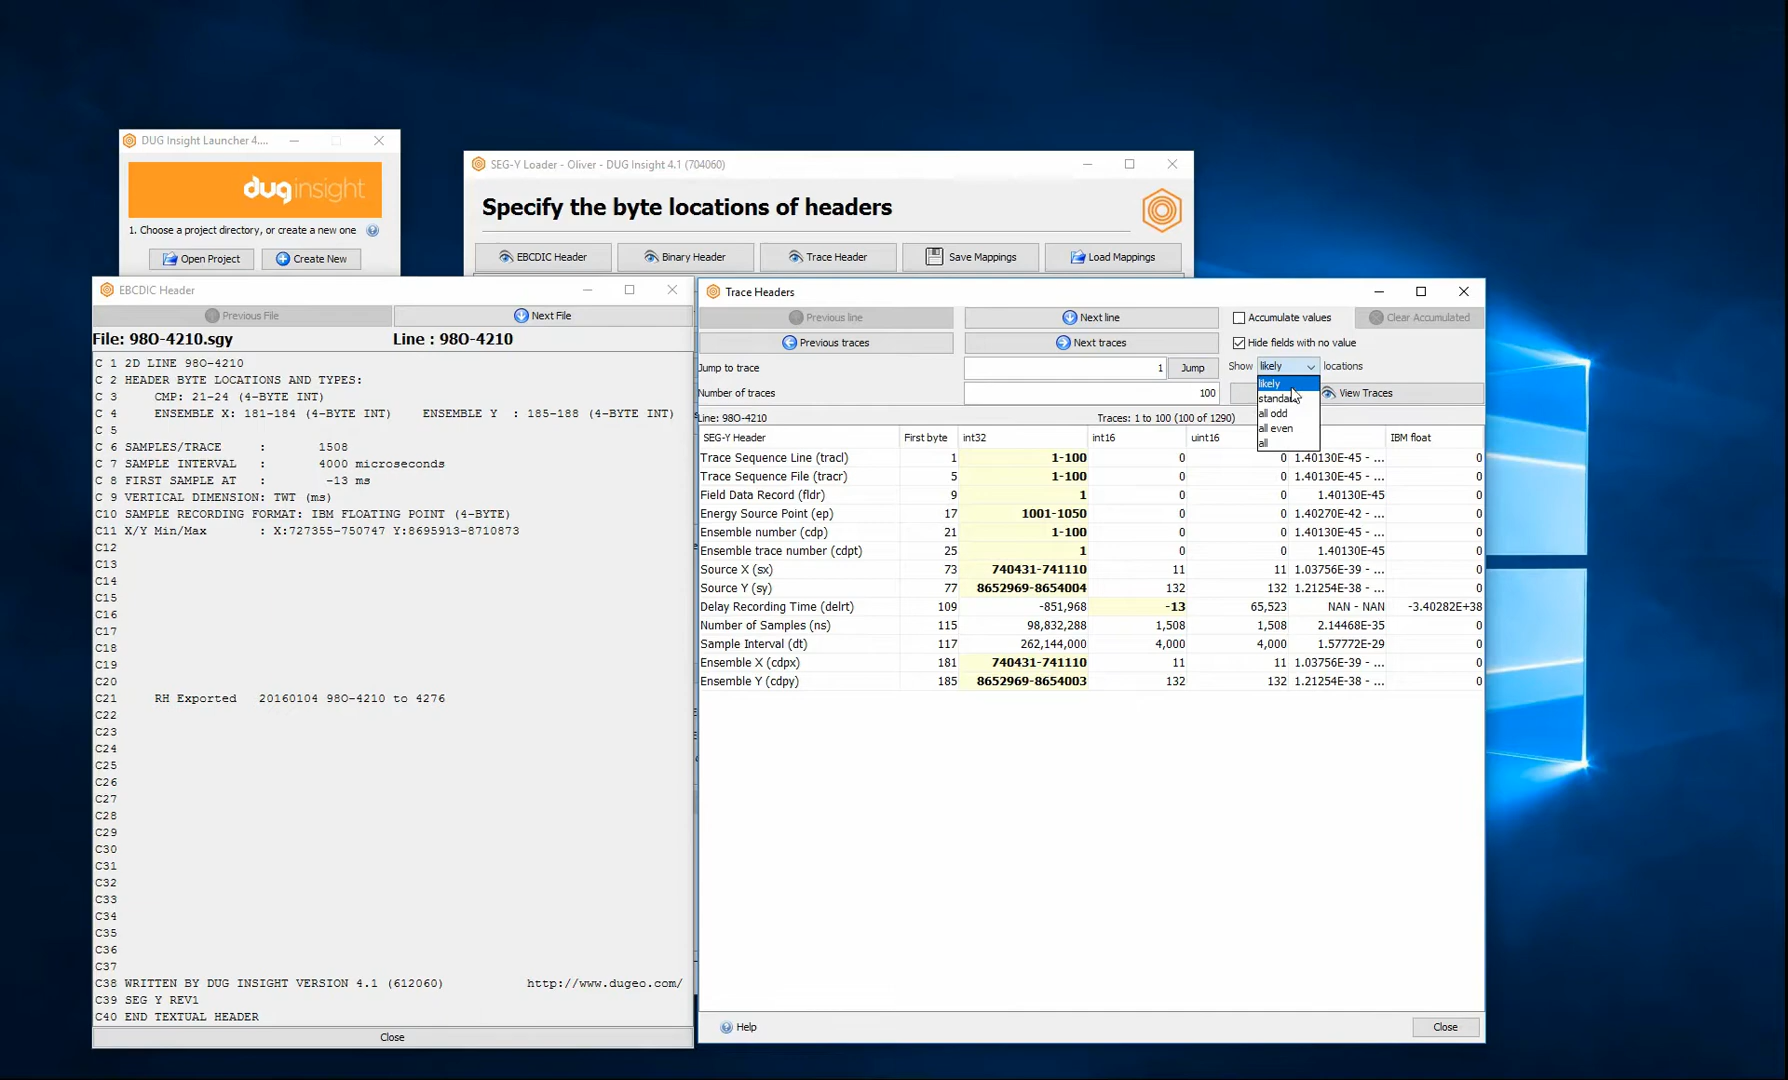 DUG Insight Launcher 4....
duginsight
1. Choose a project directory, or create a new one
Open Project
Create New
SEG-Y Loader - Oliver - DUG Insight 4.1 (704060)
Specify the byte locations of headers
EBCDIC Header
Binary Header
Trace Header
Save Mappings
Load Mappings
EBCDIC Header
Previous File
Next File
File: 98O-4210.sgy Line : 98O-4210
C 1 2D LINE 98O-4210
C 2 HEADER BYTE LOCATIONS AND TYPES:
C 3 CMP: 21-24 (4-BYTE INT)
C 4 ENSEMBLE X: 181-184 (4-BYTE INT) ENSEMBLE Y : 185-188 (4-BYTE INT)
C 5
C 6 SAMPLES/TRACE : 1508
C 7 SAMPLE INTERVAL : 4000 microseconds
C 8 FIRST SAMPLE AT : -13 ms
C 9 VERTICAL DIMENSION: TWT (ms)
C10 SAMPLE RECORDING FORMAT: IBM FLOATING POINT (4-BYTE)
C11 X/Y Min/Max : X:727355-750747 Y:8695913-8710873
C12
C13
C14
C15
C16
C17
C18
C19
C20
C21 RH Exported 20160104 98O-4210 to 4276
C22
C23
C24
C25
C26
C27
C28
C29
C30
C31
C32
C33
C34
C35
C36
C37
C38 WRITTEN BY DUG INSIGHT VERSION 4.1 (612060) http://www.dugeo.com/
C39 SEG Y REV1
C40 END TEXTUAL HEADER
Close
Trace Headers
Previous line
Next line
Accumulate values
Clear Accumulated
Previous traces
Next traces
Hide fields with no value
Jump to trace 1 Jump
Show likely locations
likely
standard
all odd
all even
all
Number of traces 100
View Traces
Line: 98O-4210 Traces: 1 to 100 (100 of 1290)
SEG-Y Header First byte int32 int16 uint16 IBM float
Trace Sequence Line (tracl) 1 1-100 0 0 1.40130E-45 - ... 0
Trace Sequence File (tracr) 5 1-100 0 0 1.40130E-45 - ... 0
Field Data Record (fldr) 9 1 0 0 1.40130E-45 0
Energy Source Point (ep) 17 1001-1050 0 0 1.40270E-42 - ... 0
Ensemble number (cdp) 21 1-100 0 0 1.40130E-45 - ... 0
Ensemble trace number (cdpt) 25 1 0 0 1.40130E-45 0
Source X (sx) 73 740431-741110 11 11 1.03756E-39 - ... 0
Source Y (sy) 77 8652969-8654004 132 132 1.21254E-38 - ... 0
Delay Recording Time (delrt) 109 -851,968 -13 65,523 NAN - NAN -3.40282E+38
Number of Samples (ns) 115 98,832,288 1,508 1,508 2.14468E-35 0
Sample Interval (dt) 117 262,144,000 4,000 4,000 1.57772E-29 0
Ensemble X (cdpx) 181 740431-741110 11 11 1.03756E-39 - ... 0
Ensemble Y (cdpy) 185 8652969-8654003 132 132 1.21254E-38 - ... 0
Help
Close